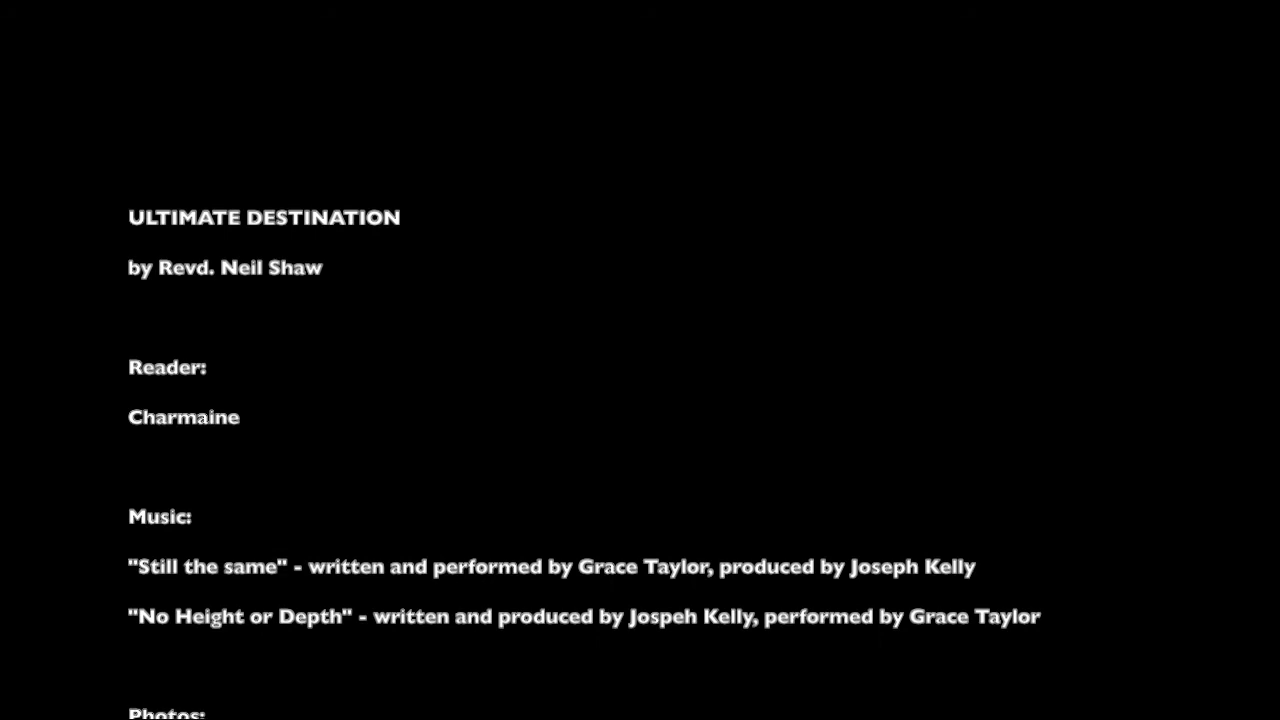 ULTIMATE DESTINATION
by Revd. Neil Shaw
Reader:
Charmaine
Music:
"Still the same" - written and performed by Grace Taylor, produced by Joseph Kelly
"No Height or Depth" - written and produced by Jospeh Kelly, performed by Grace Taylor
Photos: